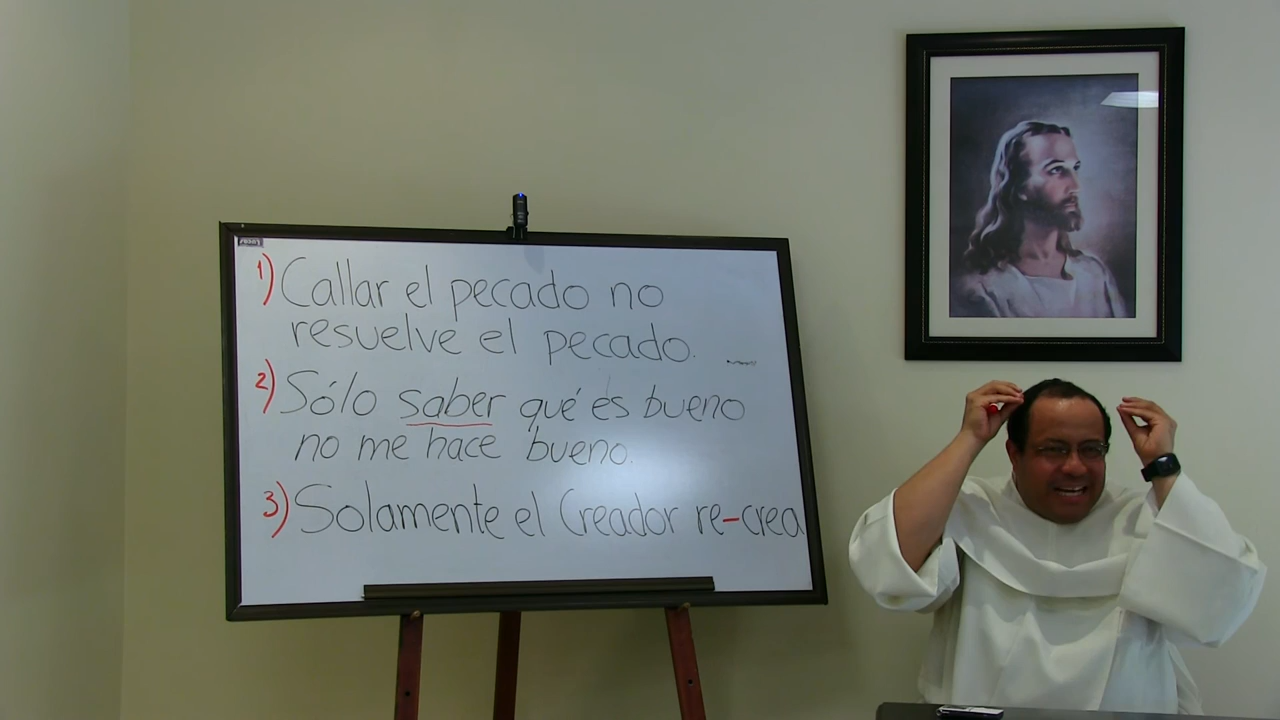 1) Callar el pecado no
resuelve el pecado.
2) Sólo saber qué es bueno
no me hace bueno.
3) Solamente el Creador re-crea